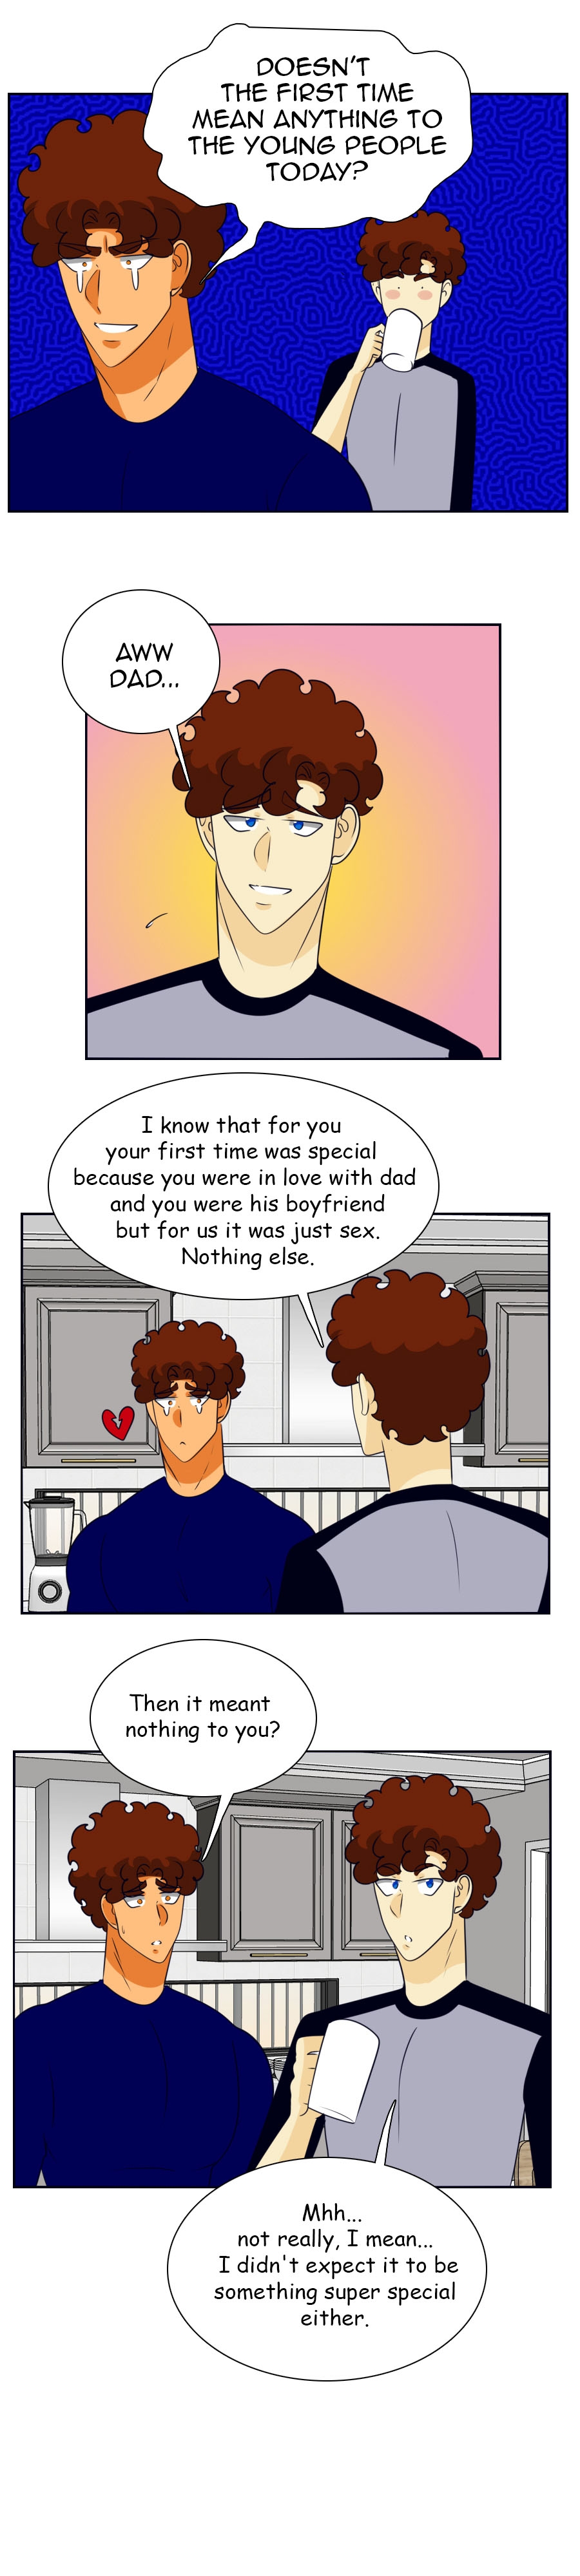 DOESN'T
THE FIRST TIME
MEAN ANYTHING TO
THE YOUNG PEOPLE
TODAY?
AWW
DAD...
I know that for you
your first time was special
because you were in love with dad
and you were his boyfriend
but for us it was just sex.
Nothing else.
Then it meant
nothing to you?
Mhh...
not really, I mean...
I didn't expect it to be
something super special
either.